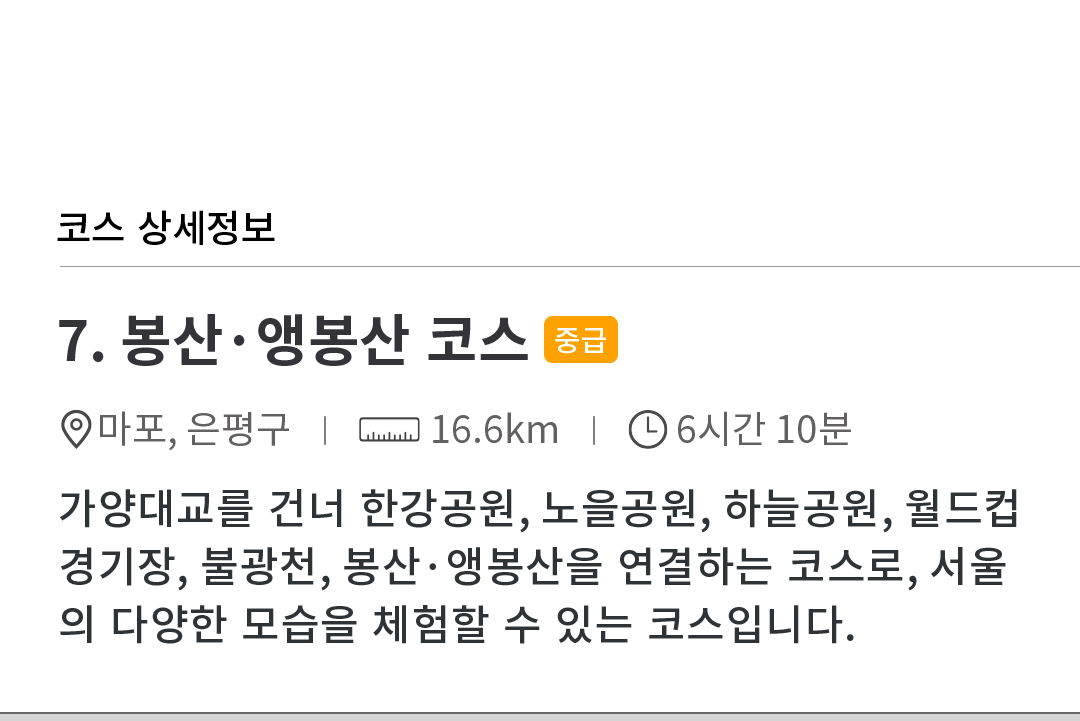 코스 상세정보
7. 봉산·앵봉산 코스 중급
마포, 은평구 | 16.6km | 6시간 10분
가양대교를 건너 한강공원, 노을공원, 하늘공원, 월드컵
경기장, 불광천, 봉산·앵봉산을 연결하는 코스로, 서울
의 다양한 모습을 체험할 수 있는 코스입니다.